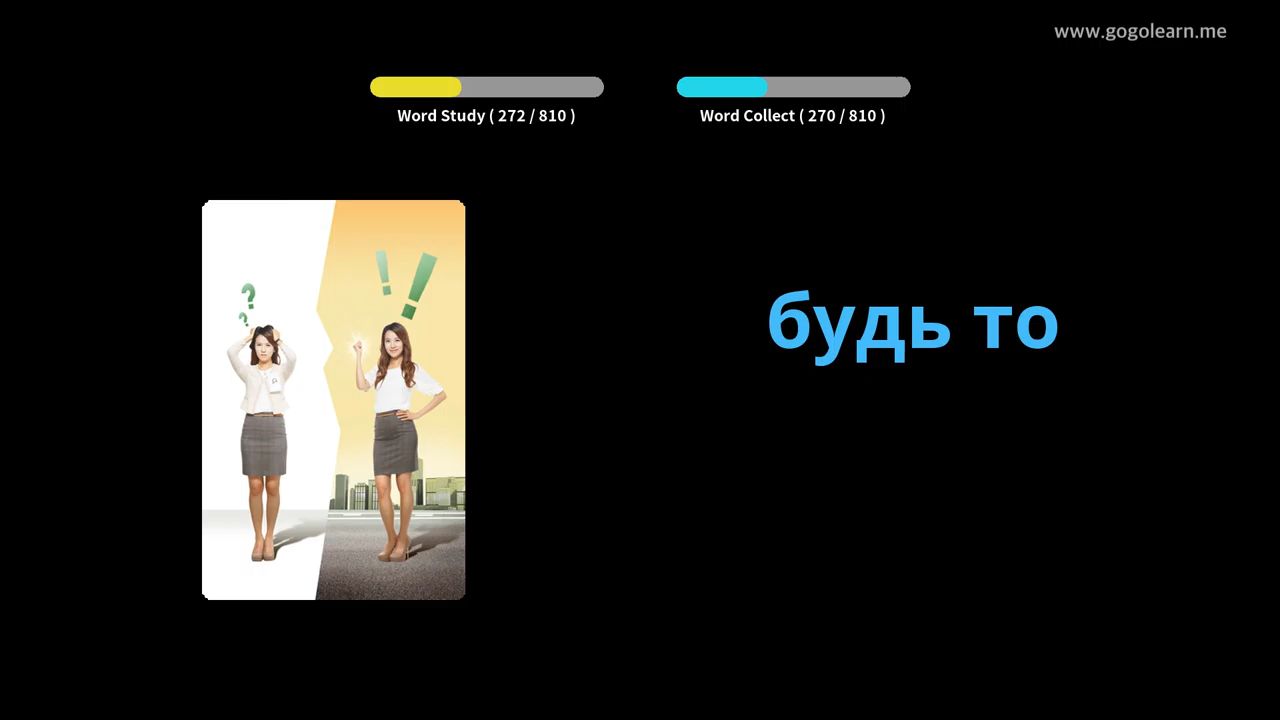 www.gogolearn.me
Word Study ( 272 / 810 )
Word Collect ( 270 / 810 )
? ?
! !
будь то